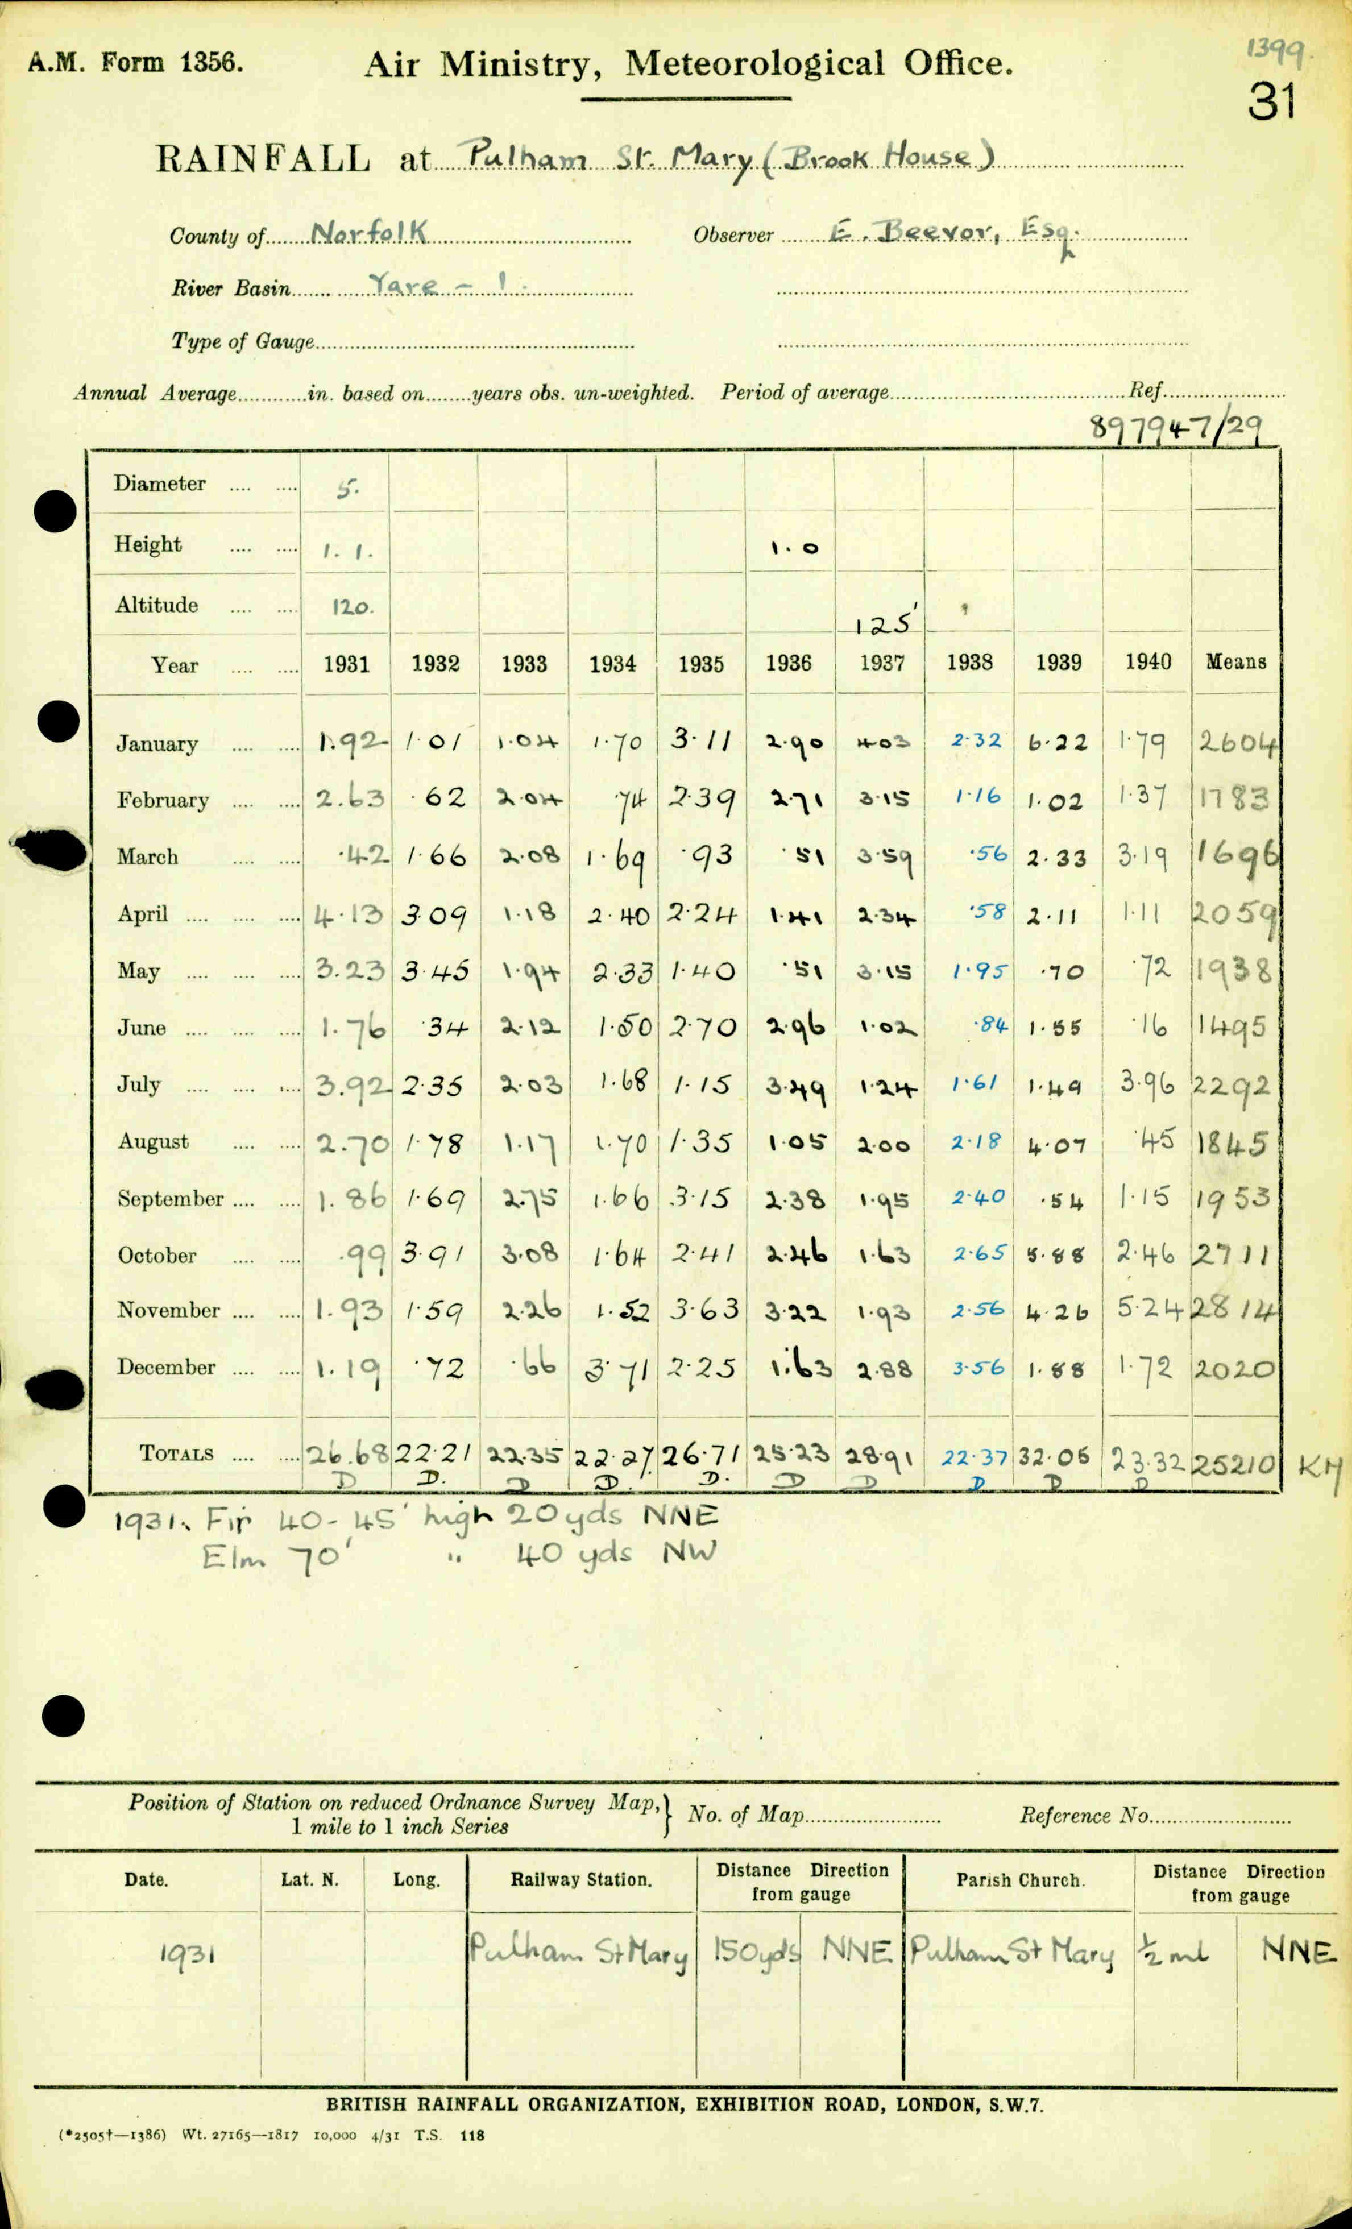 1399.
A.M. Form 1356. Air Ministry, Meteorological Office.
31
RAINFALL at Pulham St. Mary (Brook House)
County of Norfolk Observer E. Beevor, Esq.
River Basin Yare - 1.
Type of Gauge
Annual Average in. based on years obs. un-weighted. Period of average Ref.
897947/29
Diameter 5.
Height 1. 1. 1.0
Altitude 120. 125'
Year 1931 1932 1933 1934 1935 1936 1937 1938 1939 1940 Means
January 1.92 1.01 1.04 1.70 3.11 2.90 4.03 2.32 6.22 1.79 2604
February 2.63 .62 2.04 .74 2.39 2.71 3.15 1.16 1.02 1.37 1783
March .42 1.66 2.08 1.69 .93 .51 3.59 .56 2.33 3.19 1696
April 4.13 3.09 1.18 2.40 2.24 1.41 2.34 .58 2.11 1.11 2059
May 3.23 3.45 1.94 2.33 1.40 .51 3.15 1.95 .70 .72 1938
June 1.76 .34 2.12 1.50 2.70 2.96 1.02 .84 1.55 .16 1495
July 3.92 2.35 2.03 1.68 1.15 3.49 1.24 1.61 1.49 3.96 2292
August 2.70 1.78 1.17 1.70 1.35 1.05 2.00 2.18 4.07 .45 1845
September 1.86 1.69 2.75 1.66 3.15 2.38 1.95 2.40 .54 1.15 1953
October .99 3.91 3.08 1.64 2.41 2.46 1.63 2.65 5.88 2.46 2711
November 1.93 1.59 2.26 1.52 3.63 3.22 1.93 2.56 4.26 5.24 2814
December 1.19 .72 .66 3.71 2.25 1.63 2.88 3.56 1.88 1.72 2020
TOTALS 26.68 22.21 22.35 22.27 26.71 25.23 28.91 22.37 32.05 23.32 25210 KH
D D. D D. D. D D D D D
1931. Fir 40-45' high 20 yds NNE
Elm 70' " 40 yds NW
Position of Station on reduced Ordnance Survey Map, } No. of Map Reference No.
1 mile to 1 inch Series
Date. Lat. N. Long. Railway Station. Distance Direction from gauge Parish Church. Distance Direction from gauge
1931 Pulham St Mary 150yds NNE Pulham St Mary ½ ml NNE
BRITISH RAINFALL ORGANIZATION, EXHIBITION ROAD, LONDON, S.W.7.
(*2505†—1386) Wt. 27165—1817 10,000 4/31 T.S. 118